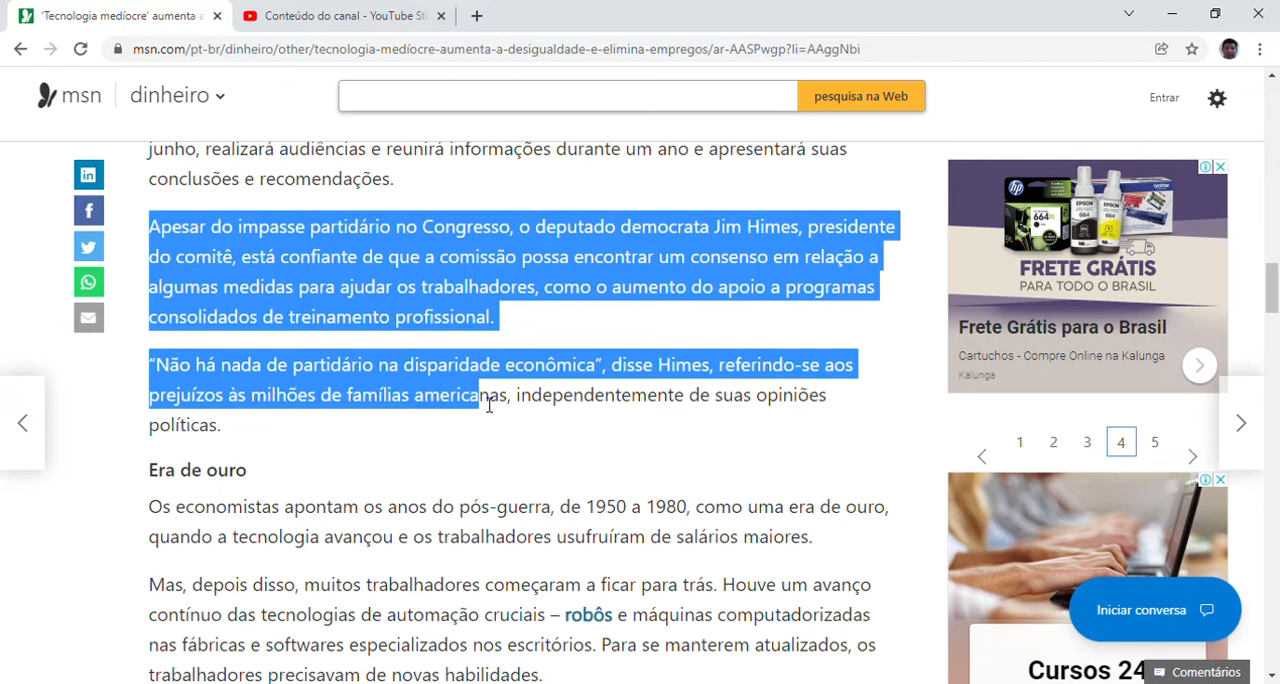 'Tecnologia medíocre' aumenta a
Conteúdo do canal - YouTube St
msn.com/pt-br/dinheiro/other/tecnologia-medíocre-aumenta-a-desigualdade-e-elimina-empregos/ar-AASPwgp?li=AAggNbi
msn
dinheiro
pesquisa na Web
Entrar
junho, realizará audiências e reunirá informações durante um ano e apresentará suas
conclusões e recomendações.
Apesar do impasse partidário no Congresso, o deputado democrata Jim Himes, presidente
do comitê, está confiante de que a comissão possa encontrar um consenso em relação a
algumas medidas para ajudar os trabalhadores, como o aumento do apoio a programas
consolidados de treinamento profissional.
“Não há nada de partidário na disparidade econômica”, disse Himes, referindo-se aos
prejuízos às milhões de famílias americanas, independentemente de suas opiniões
políticas.
Era de ouro
Os economistas apontam os anos do pós-guerra, de 1950 a 1980, como uma era de ouro,
quando a tecnologia avançou e os trabalhadores usufruíram de salários maiores.
Mas, depois disso, muitos trabalhadores começaram a ficar para trás. Houve um avanço
contínuo das tecnologias de automação cruciais – robôs e máquinas computadorizadas
nas fábricas e softwares especializados nos escritórios. Para se manterem atualizados, os
trabalhadores precisavam de novas habilidades.
hp
664XL
EPSON
664
EPSON
664
brother
FRETE GRÁTIS
PARA TODO O BRASIL
Frete Grátis para o Brasil
Cartuchos - Compre Online na Kalunga
Kalunga
1 2 3 4 5
Iniciar conversa
Cursos 24
Comentários